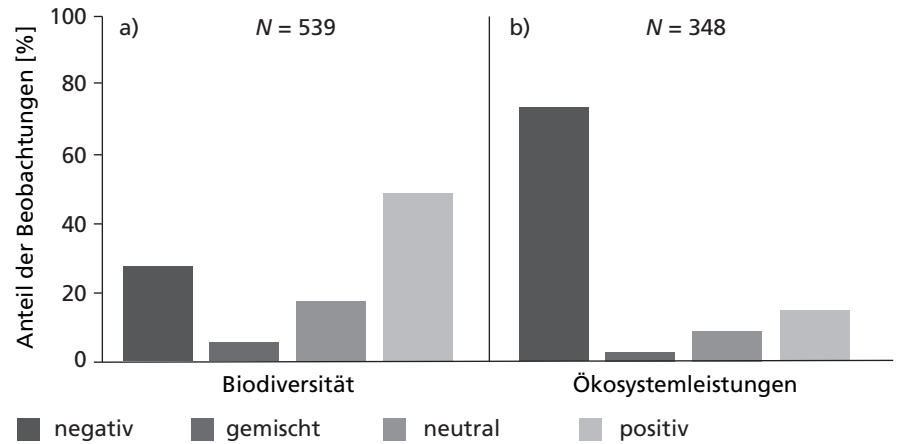 Anteil der Beobachtungen [%]
100
80
60
40
20
0
a) N = 539
b) N = 348
Biodiversität
Ökosystemleistungen
negativ gemischt neutral positiv